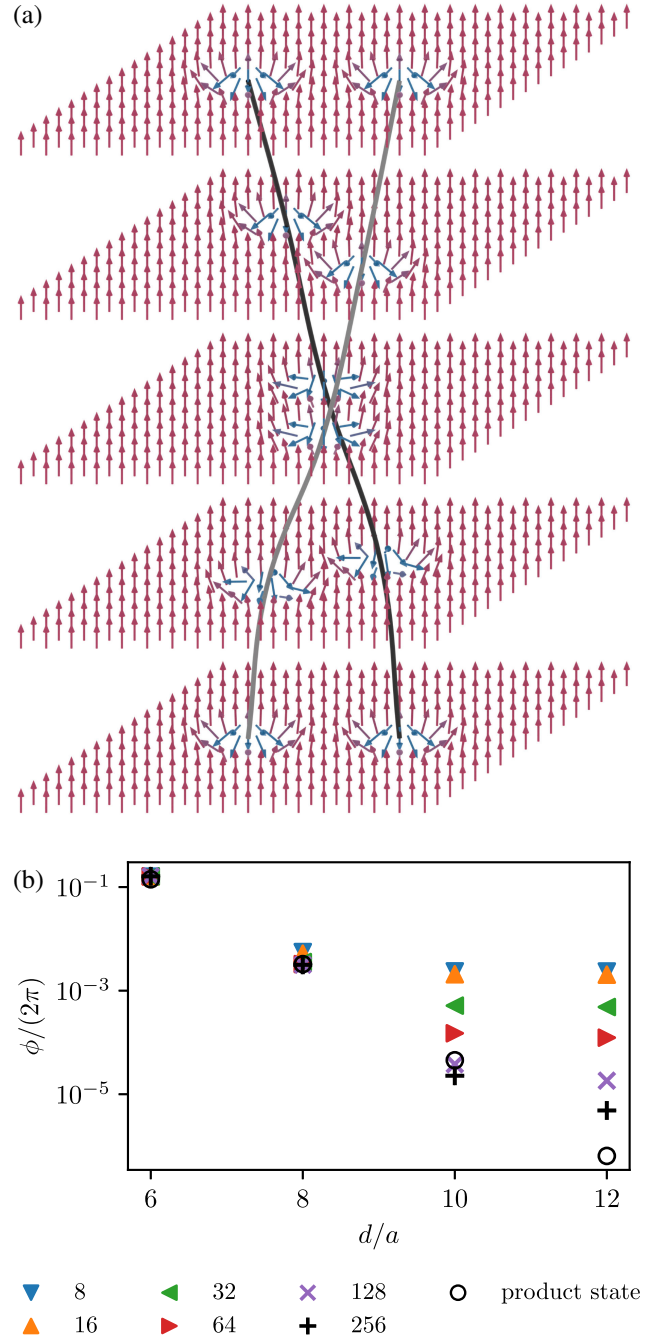 (a)
(b)
10⁻¹
10⁻³
10⁻⁵
ϕ/(2π)
6 8 10 12
d/a
8 32 128 product state
16 64 256